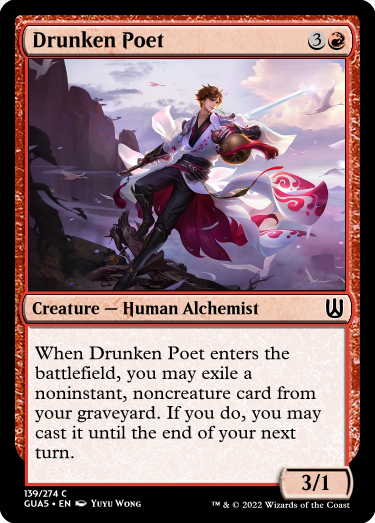 Drunken Poet 3
Creature — Human Alchemist
When Drunken Poet enters the
battlefield, you may exile a
noninstant, noncreature card from
your graveyard. If you do, you may
cast it until the end of your next
turn.
3/1
139/274 C
GUA5 • EN Yuyu Wong
™ & © 2022 Wizards of the Coast